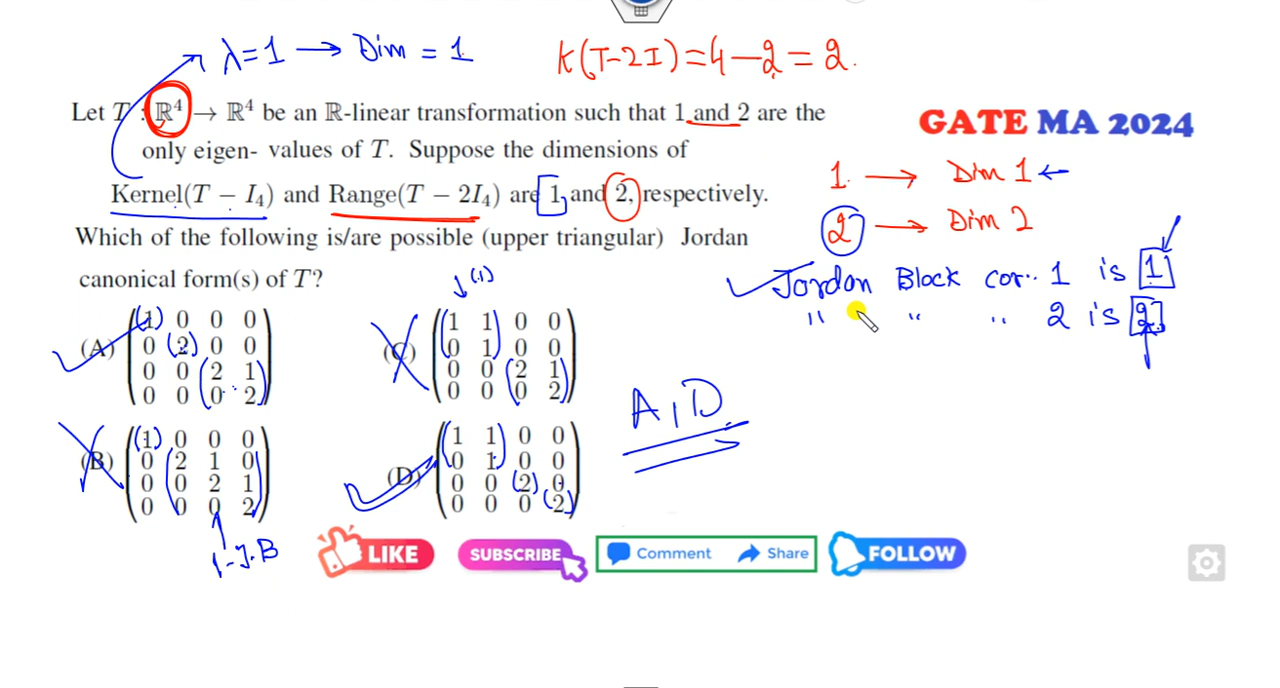 λ=1 → Dim = 1
K(T-2I)=4-2=2.
Let T : ℝ⁴ → ℝ⁴ be an ℝ-linear transformation such that 1 and 2 are the
only eigen- values of T. Suppose the dimensions of
Kernel(T − I₄) and Range(T − 2I₄) are 1, and 2, respectively.
Which of the following is/are possible (upper triangular) Jordan
canonical form(s) of T?
GATE MA 2024
1. → Dim 1 ←
2 → Dim 2
Jordan Block cor.. 1 is 1
" " " 2 is 2
(A)
(1) 0 0 0
0 (2) 0 0
0 0 2 1
0 0 0 2
(B)
(1) 0 0 0
0 2 1 0
0 0 2 1
0 0 0 2
1-J.B
↓(1)
(C)
1 1 0 0
0 1 0 0
0 0 2 1
0 0 0 2
(D)
1 1 0 0
0 1 0 0
0 0 (2) 0
0 0 0 (2)
A, D
LIKE
SUBSCRIBE
Comment
Share
FOLLOW